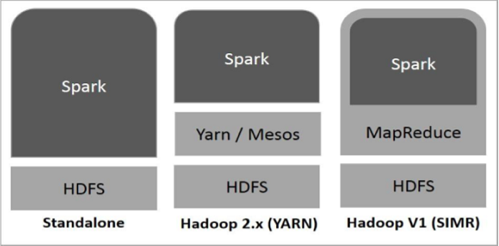 Spark
HDFS
Standalone
Spark
Yarn / Mesos
HDFS
Hadoop 2.x (YARN)
Spark
MapReduce
HDFS
Hadoop V1 (SIMR)